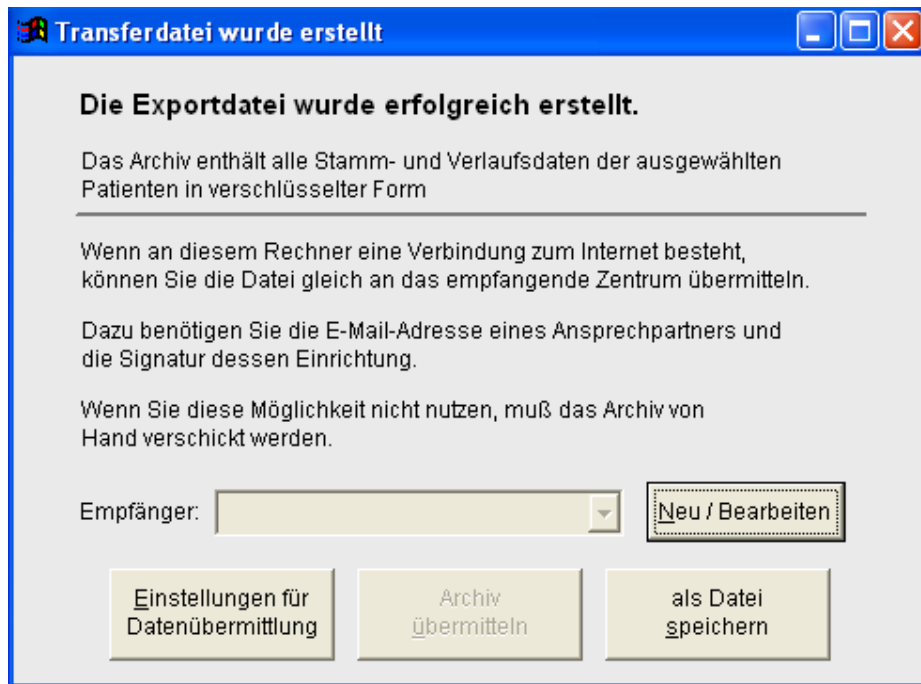 Transferdatei wurde erstellt
Die Exportdatei wurde erfolgreich erstellt.
Das Archiv enthält alle Stamm- und Verlaufsdaten der ausgewählten
Patienten in verschlüsselter Form
Wenn an diesem Rechner eine Verbindung zum Internet besteht,
können Sie die Datei gleich an das empfangende Zentrum übermitteln.
Dazu benötigen Sie die E-Mail-Adresse eines Ansprechpartners und
die Signatur dessen Einrichtung.
Wenn Sie diese Möglichkeit nicht nutzen, muß das Archiv von
Hand verschickt werden.
Empfänger:
Neu / Bearbeiten
Einstellungen für
Datenübermittlung
Archiv
übermitteln
als Datei
speichern